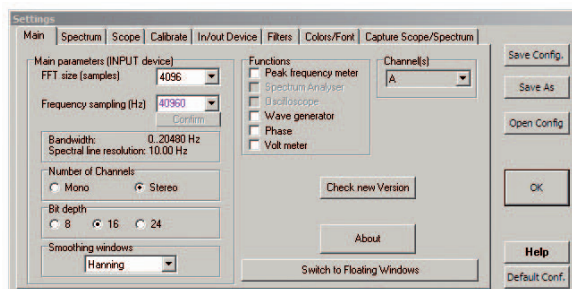 Settings
Main Spectrum Scope Calibrate In/out Device Filters Colors/Font Capture Scope/Spectrum
Main parameters (INPUT device)
FFT size (samples) 4096
Frequency sampling (Hz) 40960
Confirm
Bandwidth: 0..20480 Hz
Spectral line resolution: 10.00 Hz
Number of Channels
Mono Stereo
Bit depth
8 16 24
Smoothing windows
Hanning
Functions
Peak frequency meter
Spectrum Analyser
Oscilloscope
Wave generator
Phase
Volt meter
Channel(s)
A
Check new Version
About
Switch to Floating Windows
Save Config.
Save As
Open Config
OK
Help
Default Conf.